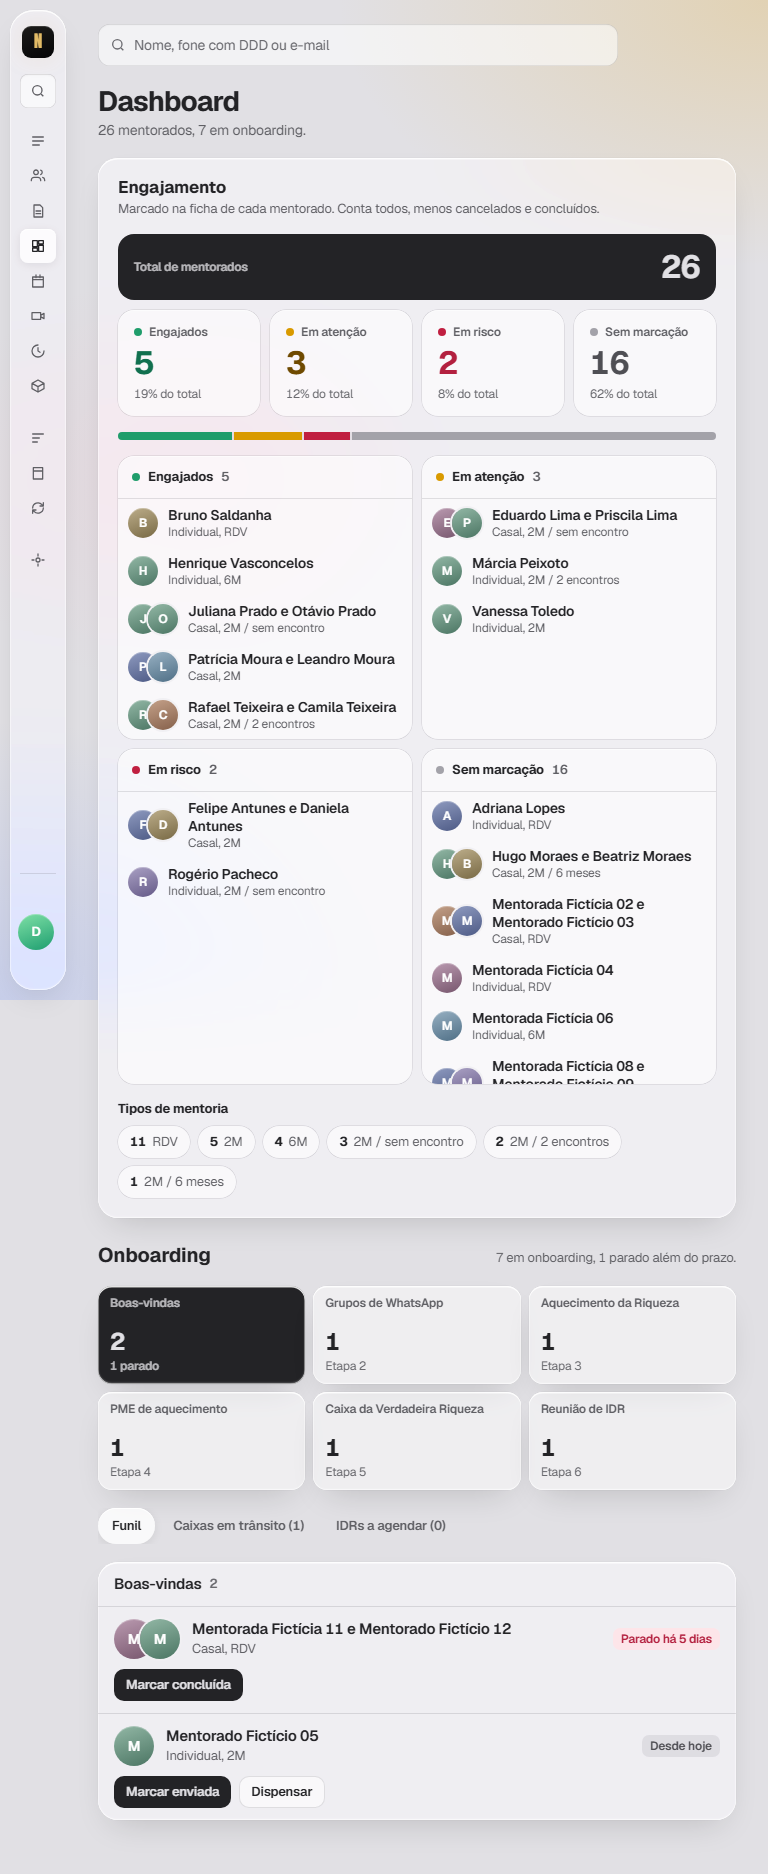 N
Nome, fone com DDD ou e-mail
Dashboard
26 mentorados, 7 em onboarding.
Engajamento
Marcado na ficha de cada mentorado. Conta todos, menos cancelados e concluídos.
Total de mentorados 26
Engajados
5
19% do total
Em atenção
3
12% do total
Em risco
2
8% do total
Sem marcação
16
62% do total
Engajados 5
B Bruno Saldanha
Individual, RDV
H Henrique Vasconcelos
Individual, 6M
J O Juliana Prado e Otávio Prado
Casal, 2M / sem encontro
P L Patrícia Moura e Leandro Moura
Casal, 2M
R C Rafael Teixeira e Camila Teixeira
Casal, 2M / 2 encontros
Em atenção 3
E P Eduardo Lima e Priscila Lima
Casal, 2M / sem encontro
M Márcia Peixoto
Individual, 2M / 2 encontros
V Vanessa Toledo
Individual, 2M
Em risco 2
F D Felipe Antunes e Daniela
Antunes
Casal, 2M
R Rogério Pacheco
Individual, 2M / sem encontro
Sem marcação 16
A Adriana Lopes
Individual, RDV
H B Hugo Moraes e Beatriz Moraes
Casal, 2M / 6 meses
M M Mentorada Fictícia 02 e
Mentorado Fictício 03
Casal, RDV
M Mentorada Fictícia 04
Individual, RDV
M Mentorada Fictícia 06
Individual, 6M
M M Mentorada Fictícia 08 e
Mentorado Fictício 09
D
Tipos de mentoria
11 RDV
5 2M
4 6M
3 2M / sem encontro
2 2M / 2 encontros
1 2M / 6 meses
Onboarding
7 em onboarding, 1 parado além do prazo.
Boas-vindas
2
1 parado
Grupos de WhatsApp
1
Etapa 2
Aquecimento da Riqueza
1
Etapa 3
PME de aquecimento
1
Etapa 4
Caixa da Verdadeira Riqueza
1
Etapa 5
Reunião de IDR
1
Etapa 6
Funil
Caixas em trânsito (1)
IDRs a agendar (0)
Boas-vindas 2
M M Mentorada Fictícia 11 e Mentorado Fictício 12
Casal, RDV
Parado há 5 dias
Marcar concluída
M Mentorado Fictício 05
Individual, 2M
Desde hoje
Marcar enviada
Dispensar